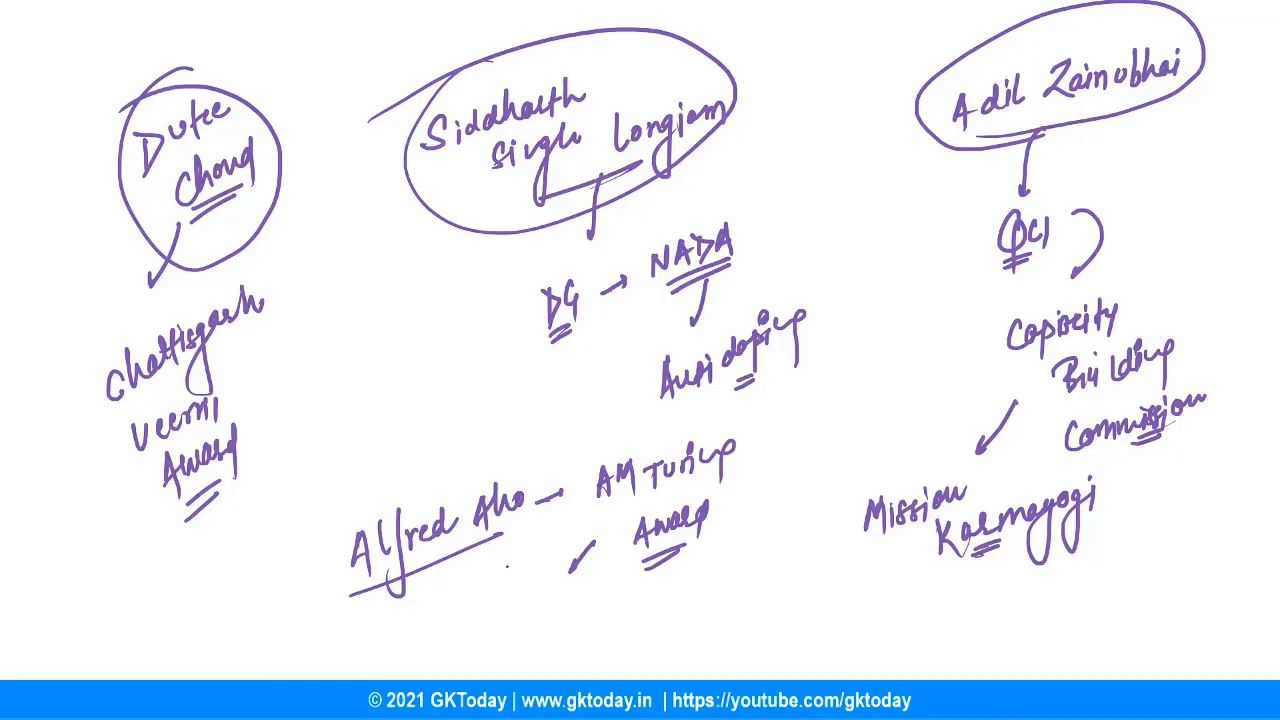 Dutee
Chand
Chattisgarh
Veerni
Award
Siddharth
Singh Longjam
DG → NADA
Anti doping
Alfred Aho → AM Turing
Award
Adil Zainubhai
QCI
Capacity
Building
Commission
Mission
Karmayogi
© 2021 GKToday | www.gktoday.in | https://youtube.com/gktoday